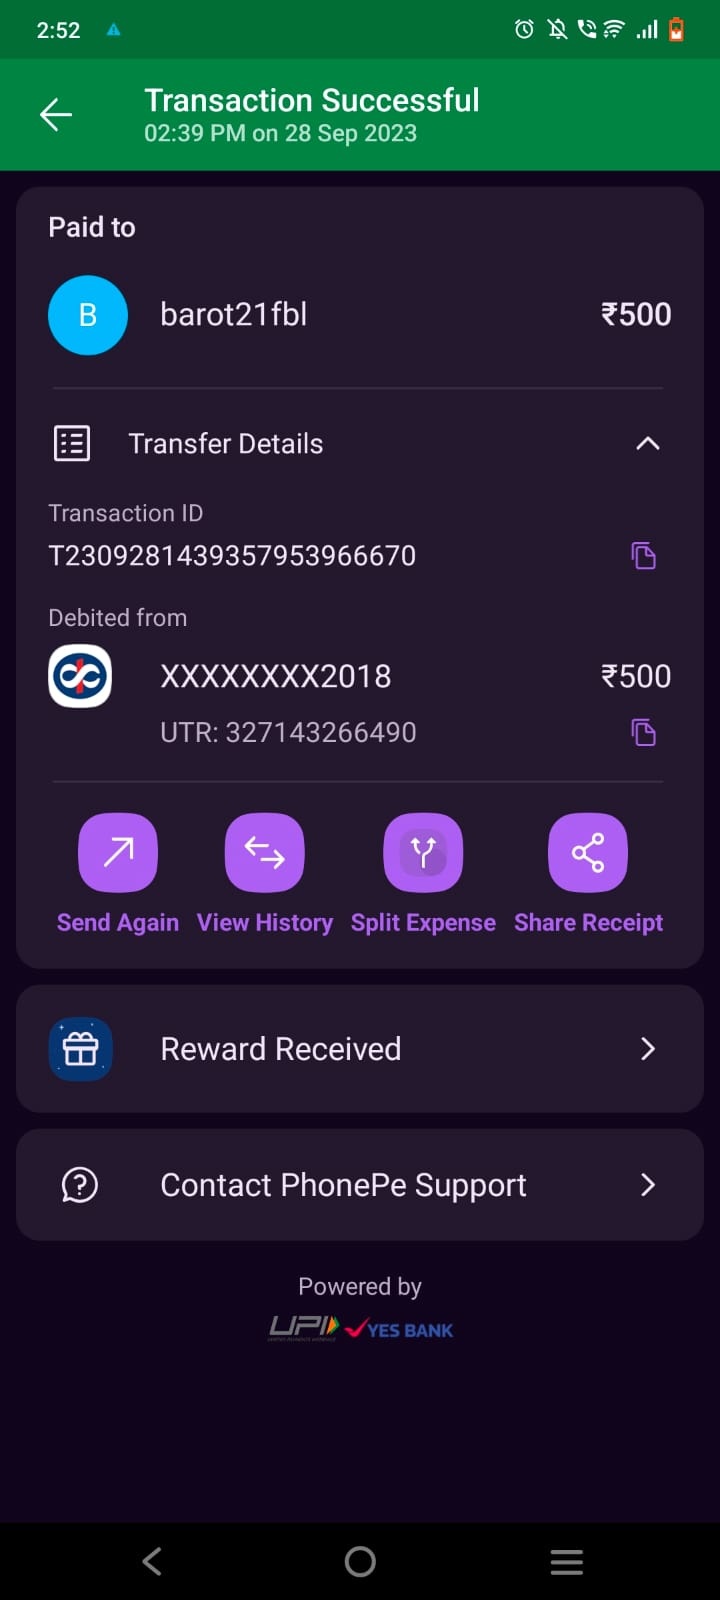 2:52
Transaction Successful
02:39 PM on 28 Sep 2023
Paid to
B
barot21fbl ₹500
Transfer Details
Transaction ID
T2309281439357953966670
Debited from
XXXXXXXX2018 ₹500
UTR: 327143266490
Send Again View History Split Expense Share Receipt
Reward Received
Contact PhonePe Support
Powered by
UPI YES BANK